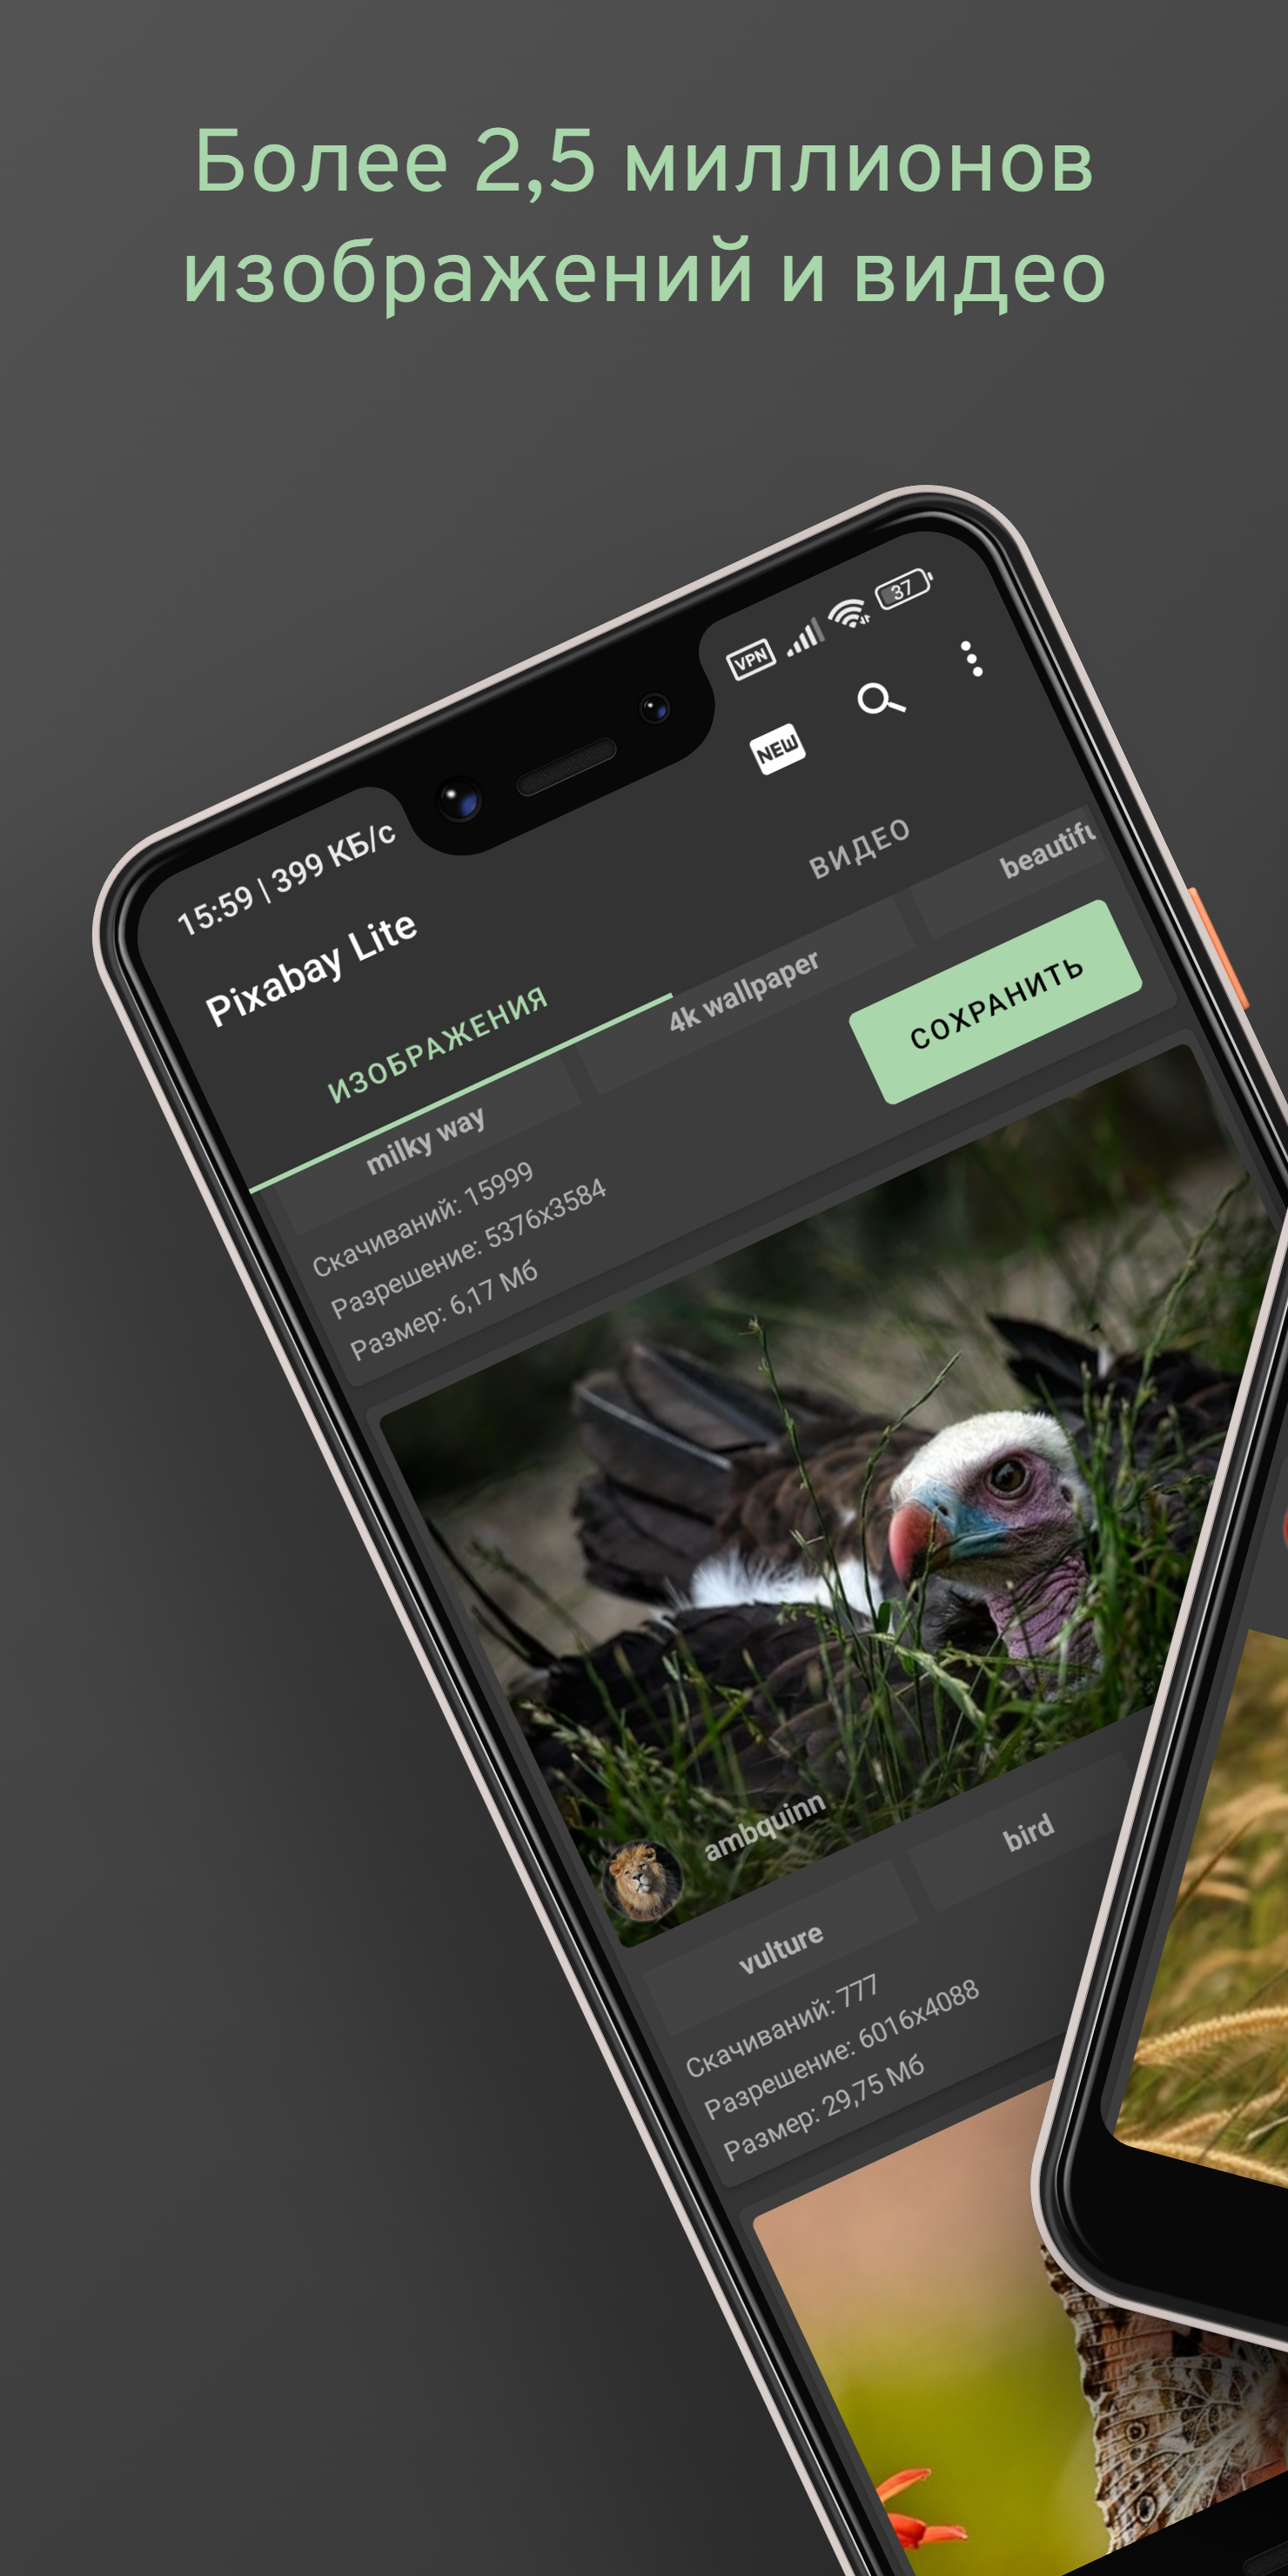 Более 2,5 миллионов
изображений и видео
15:59 | 399 КБ/с
VPN
37
Pixabay Lite
NEW
ИЗОБРАЖЕНИЯ
ВИДЕО
milky way
4k wallpaper
beautifu
Скачиваний: 15999
Разрешение: 5376x3584
Размер: 6,17 Мб
СОХРАНИТЬ
ambquinn
vulture
bird
Скачиваний: 777
Разрешение: 6016x4088
Размер: 29,75 Мб